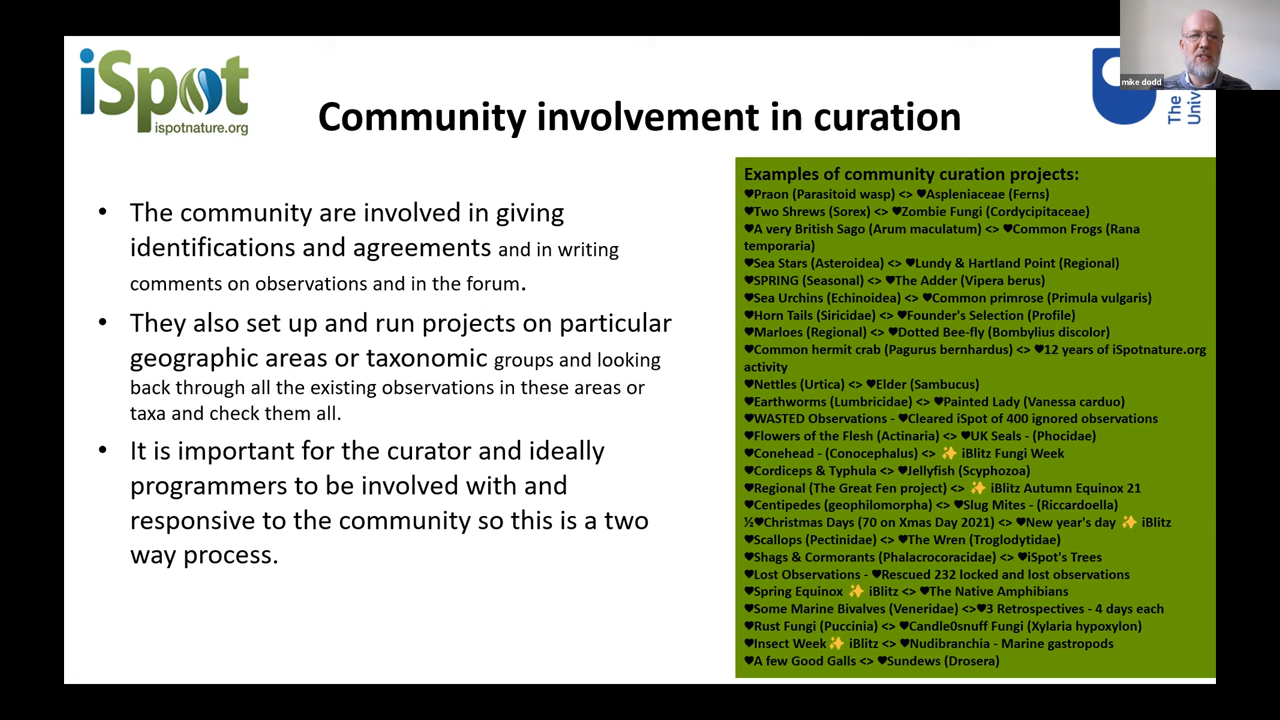 iSpot
ispotnature.org
Community involvement in curation
The
Univ
mike dodd
• The community are involved in giving
identifications and agreements and in writing
comments on observations and in the forum.
• They also set up and run projects on particular
geographic areas or taxonomic groups and looking
back through all the existing observations in these areas or
taxa and check them all.
• It is important for the curator and ideally
programmers to be involved with and
responsive to the community so this is a two
way process.
Examples of community curation projects:
♥Praon (Parasitoid wasp) <> ♥Aspleniaceae (Ferns)
♥Two Shrews (Sorex) <> ♥Zombie Fungi (Cordycipitaceae)
♥A very British Sago (Arum maculatum) <> ♥Common Frogs (Rana
temporaria)
♥Sea Stars (Asteroidea) <> ♥Lundy & Hartland Point (Regional)
♥SPRING (Seasonal) <> ♥The Adder (Vipera berus)
♥Sea Urchins (Echinoidea) <> ♥Common primrose (Primula vulgaris)
♥Horn Tails (Siricidae) <> ♥Founder's Selection (Profile)
♥Marloes (Regional) <> ♥Dotted Bee-fly (Bombylius discolor)
♥Common hermit crab (Pagurus bernhardus) <> ♥12 years of iSpotnature.org
activity
♥Nettles (Urtica) <> ♥Elder (Sambucus)
♥Earthworms (Lumbricidae) <> ♥Painted Lady (Vanessa carduo)
♥WASTED Observations - ♥Cleared iSpot of 400 ignored observations
♥Flowers of the Flesh (Actinaria) <> ♥UK Seals - (Phocidae)
♥Conehead - (Conocephalus) <> ✨ iBlitz Fungi Week
♥Cordiceps & Typhula <> ♥Jellyfish (Scyphozoa)
♥Regional (The Great Fen project) <> ✨ iBlitz Autumn Equinox 21
♥Centipedes (geophilomorpha) <> ♥Slug Mites - (Riccardoella)
½♥Christmas Days (70 on Xmas Day 2021) <> ♥New year's day ✨ iBlitz
♥Scallops (Pectinidae) <> ♥The Wren (Troglodytidae)
♥Shags & Cormorants (Phalacrocoracidae) <> ♥iSpot's Trees
♥Lost Observations - ♥Rescued 232 locked and lost observations
♥Spring Equinox ✨ iBlitz <> ♥The Native Amphibians
♥Some Marine Bivalves (Veneridae) <>♥3 Retrospectives - 4 days each
♥Rust Fungi (Puccinia) <> ♥Candle0snuff Fungi (Xylaria hypoxylon)
♥Insect Week✨ iBlitz <> ♥Nudibranchia - Marine gastropods
♥A few Good Galls <> ♥Sundews (Drosera)